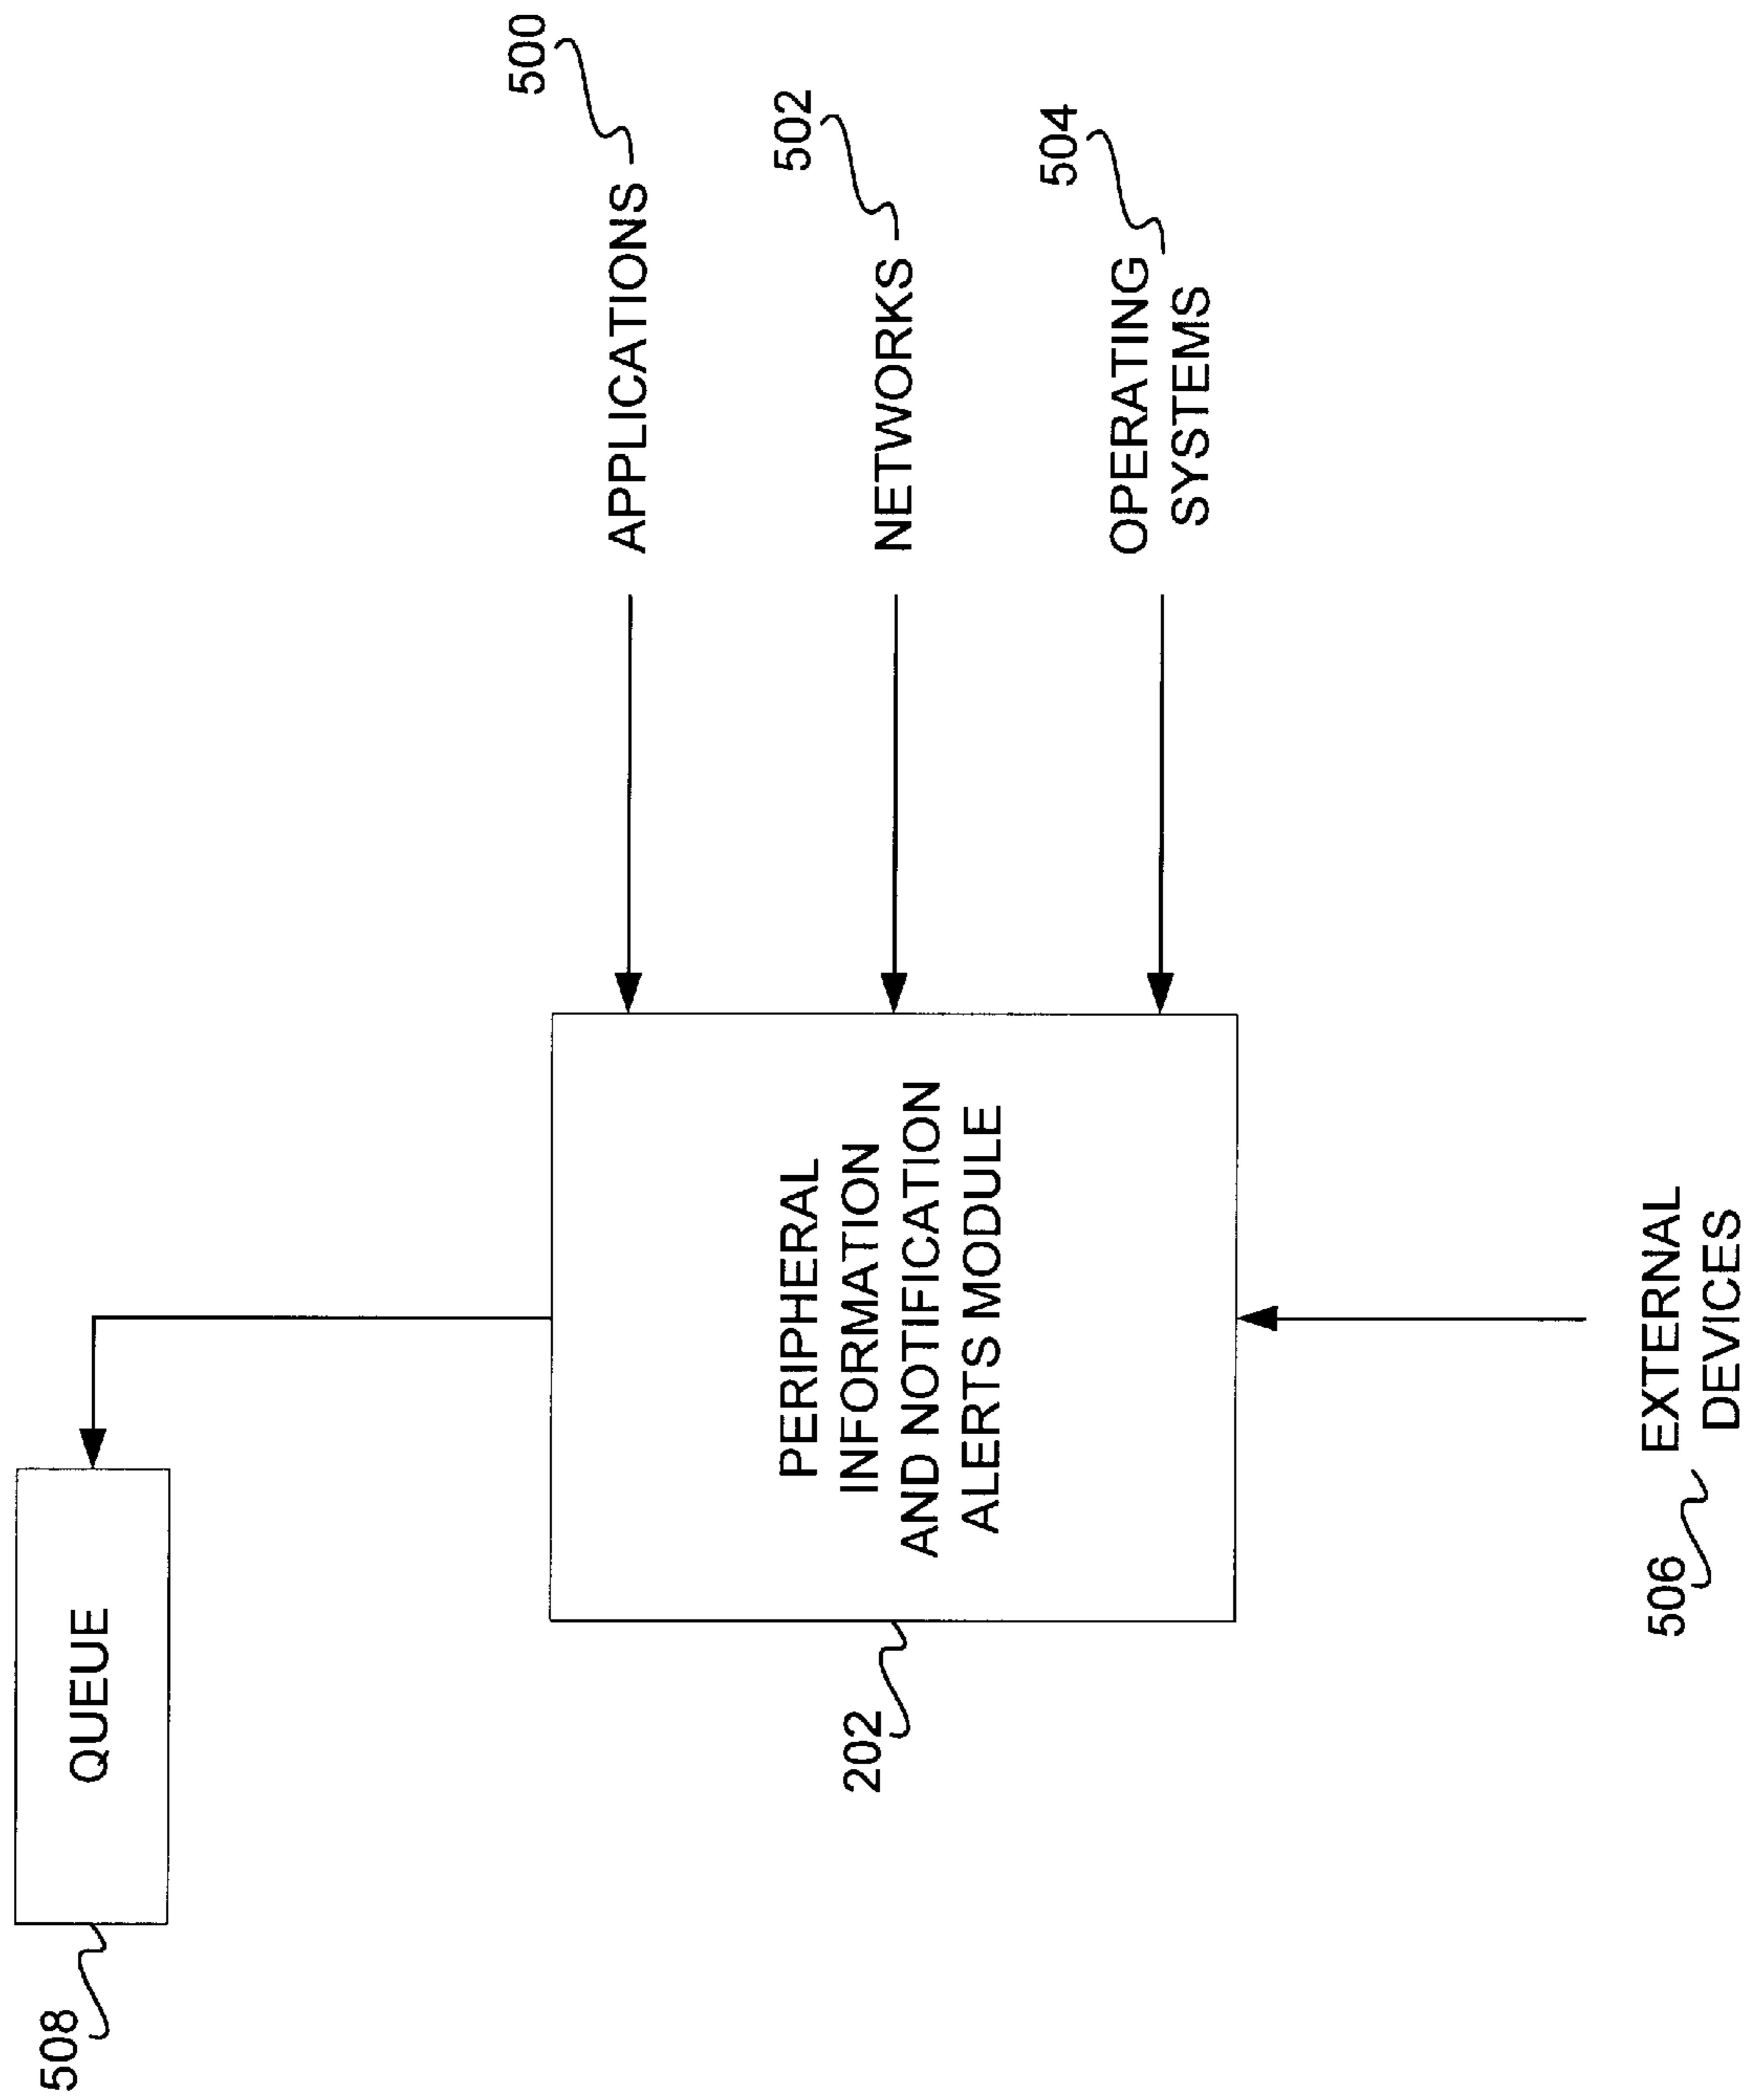 500
APPLICATIONS
502
NETWORKS
504
OPERATING
SYSTEMS
PERIPHERAL
INFORMATION
AND NOTIFICATION
ALERTS MODULE
202
QUEUE
508
EXTERNAL
DEVICES
506